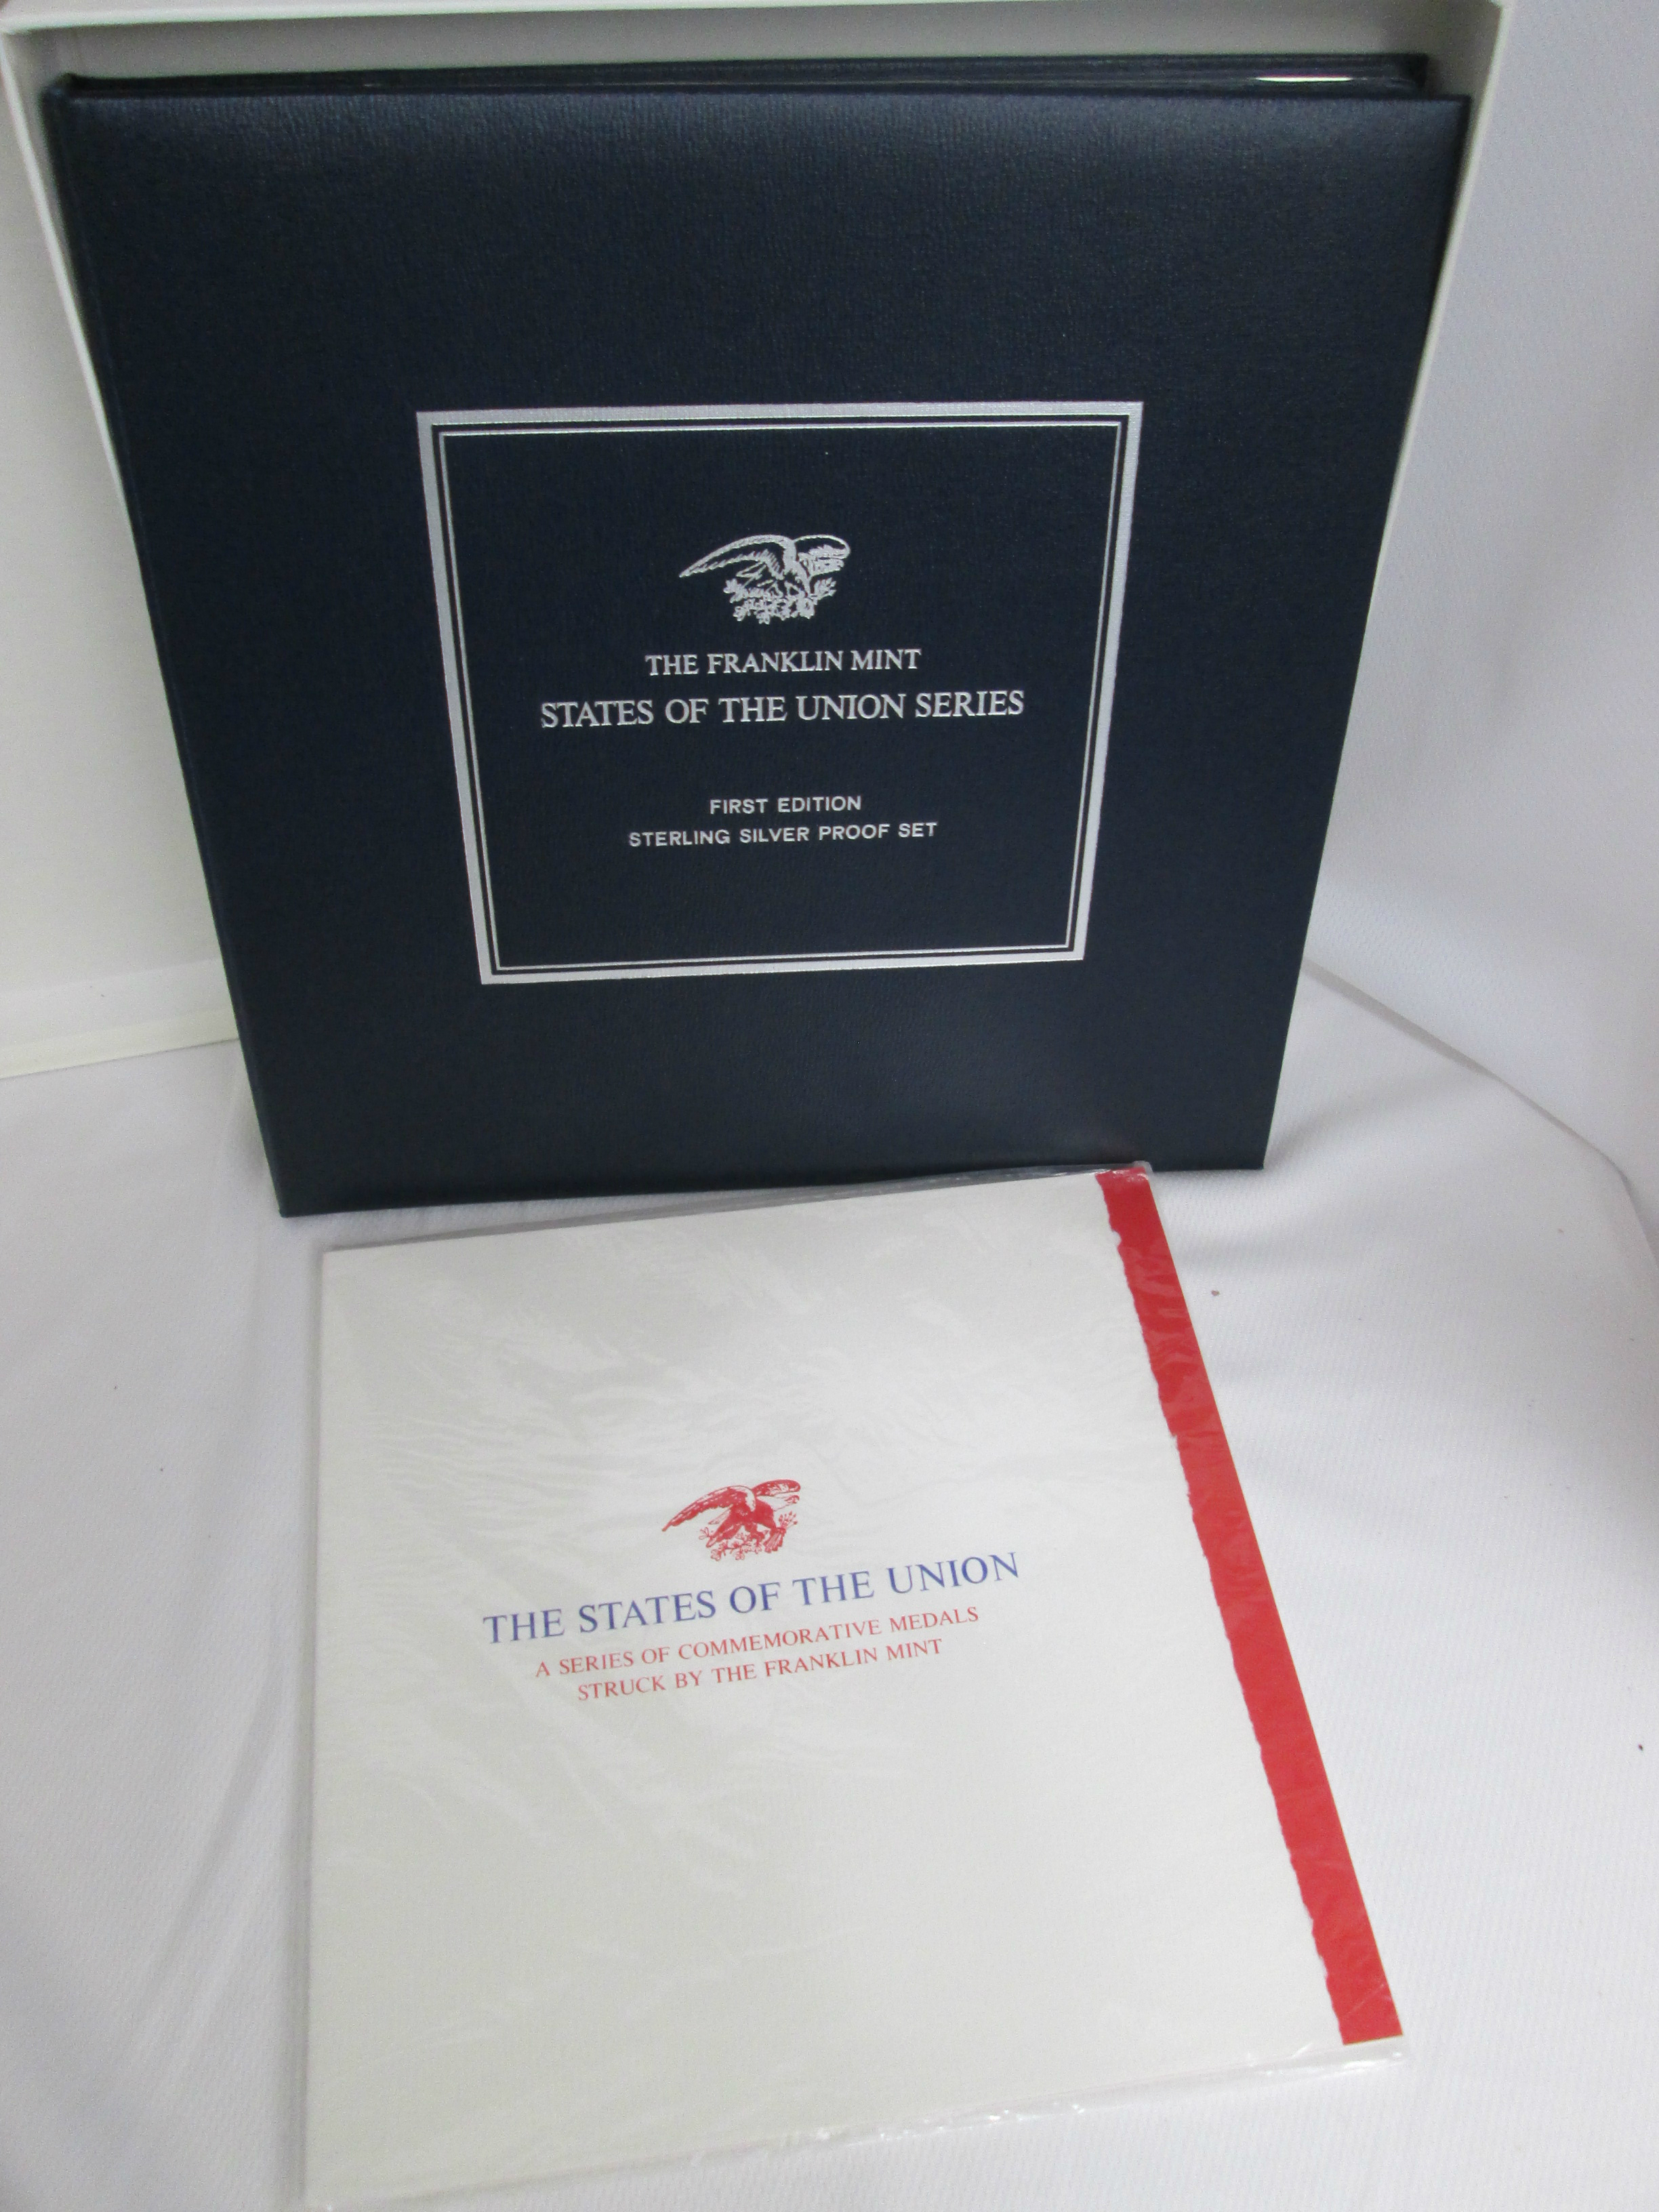 THE FRANKLIN MINT
STATES OF THE UNION SERIES
FIRST EDITION
STERLING SILVER PROOF SET
THE STATES OF THE UNION
A SERIES OF COMMEMORATIVE MEDALS
STRUCK BY THE FRANKLIN MINT